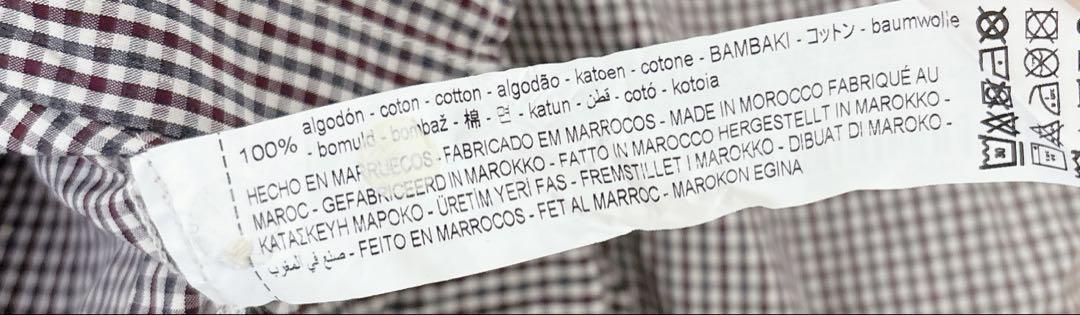 100% algodón - coton - cotton - algodão - katoen - cotone - BAMBAKI - コットン - baumwolle
- bomuld - bombaž - 棉 - 면 - katun - قطن - cotó - kotoia
HECHO EN MARRUECOS - FABRICADO EM MARROCOS - MADE IN MOROCCO FABRIQUÉ AU
MAROC - GEFABRICEERD IN MAROKKO - FATTO IN MAROCCO HERGESTELLT IN MAROKKO -
ΚΑΤΑΣΚΕΥΗ ΜΑΡΟΚΟ - ÜRETİM YERİ FAS - FREMSTILLET I MAROKKO - DIBUAT DI MAROKO -
صنع في المغرب - FEITO EN MARROCOS - FET AL MARROC - MAROKON EGINA